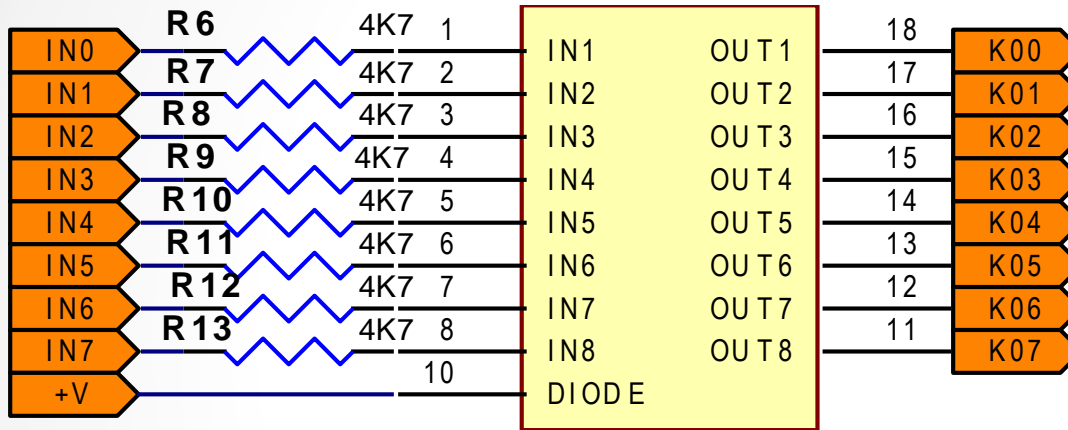 IN0 R6 4K7 1 IN1 OUT1 18 K00
IN1 R7 4K7 2 IN2 OUT2 17 K01
IN2 R8 4K7 3 IN3 OUT3 16 K02
IN3 R9 4K7 4 IN4 OUT4 15 K03
IN4 R10 4K7 5 IN5 OUT5 14 K04
IN5 R11 4K7 6 IN6 OUT6 13 K05
IN6 R12 4K7 7 IN7 OUT7 12 K06
IN7 R13 4K7 8 IN8 OUT8 11 K07
+V 10 DIODE